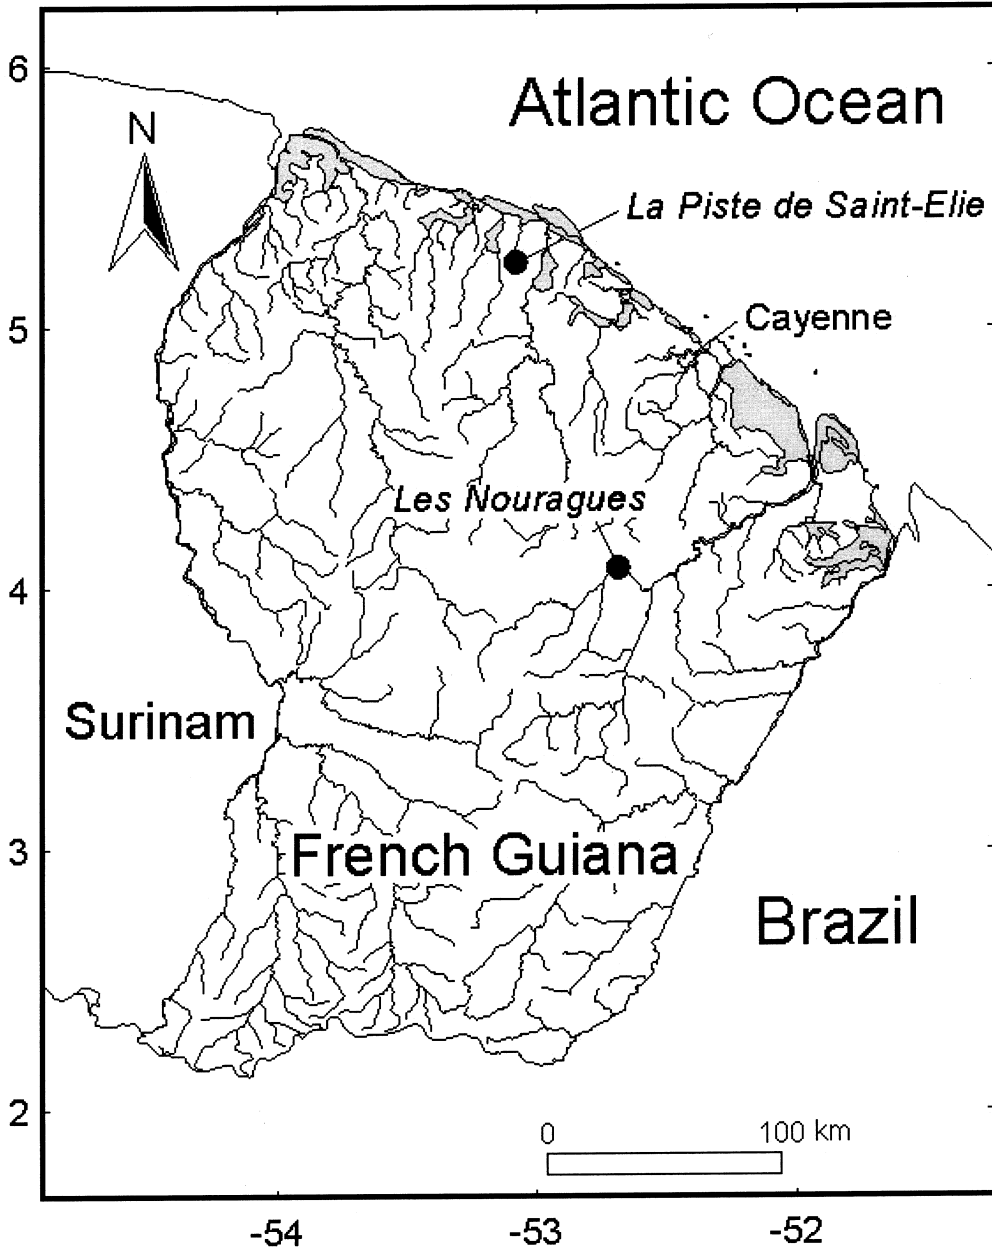 6
Atlantic Ocean
N
La Piste de Saint-Elie
5
Cayenne
Les Nouragues
4
Surinam
3
French Guiana
Brazil
2
0 100 km
-54 -53 -52